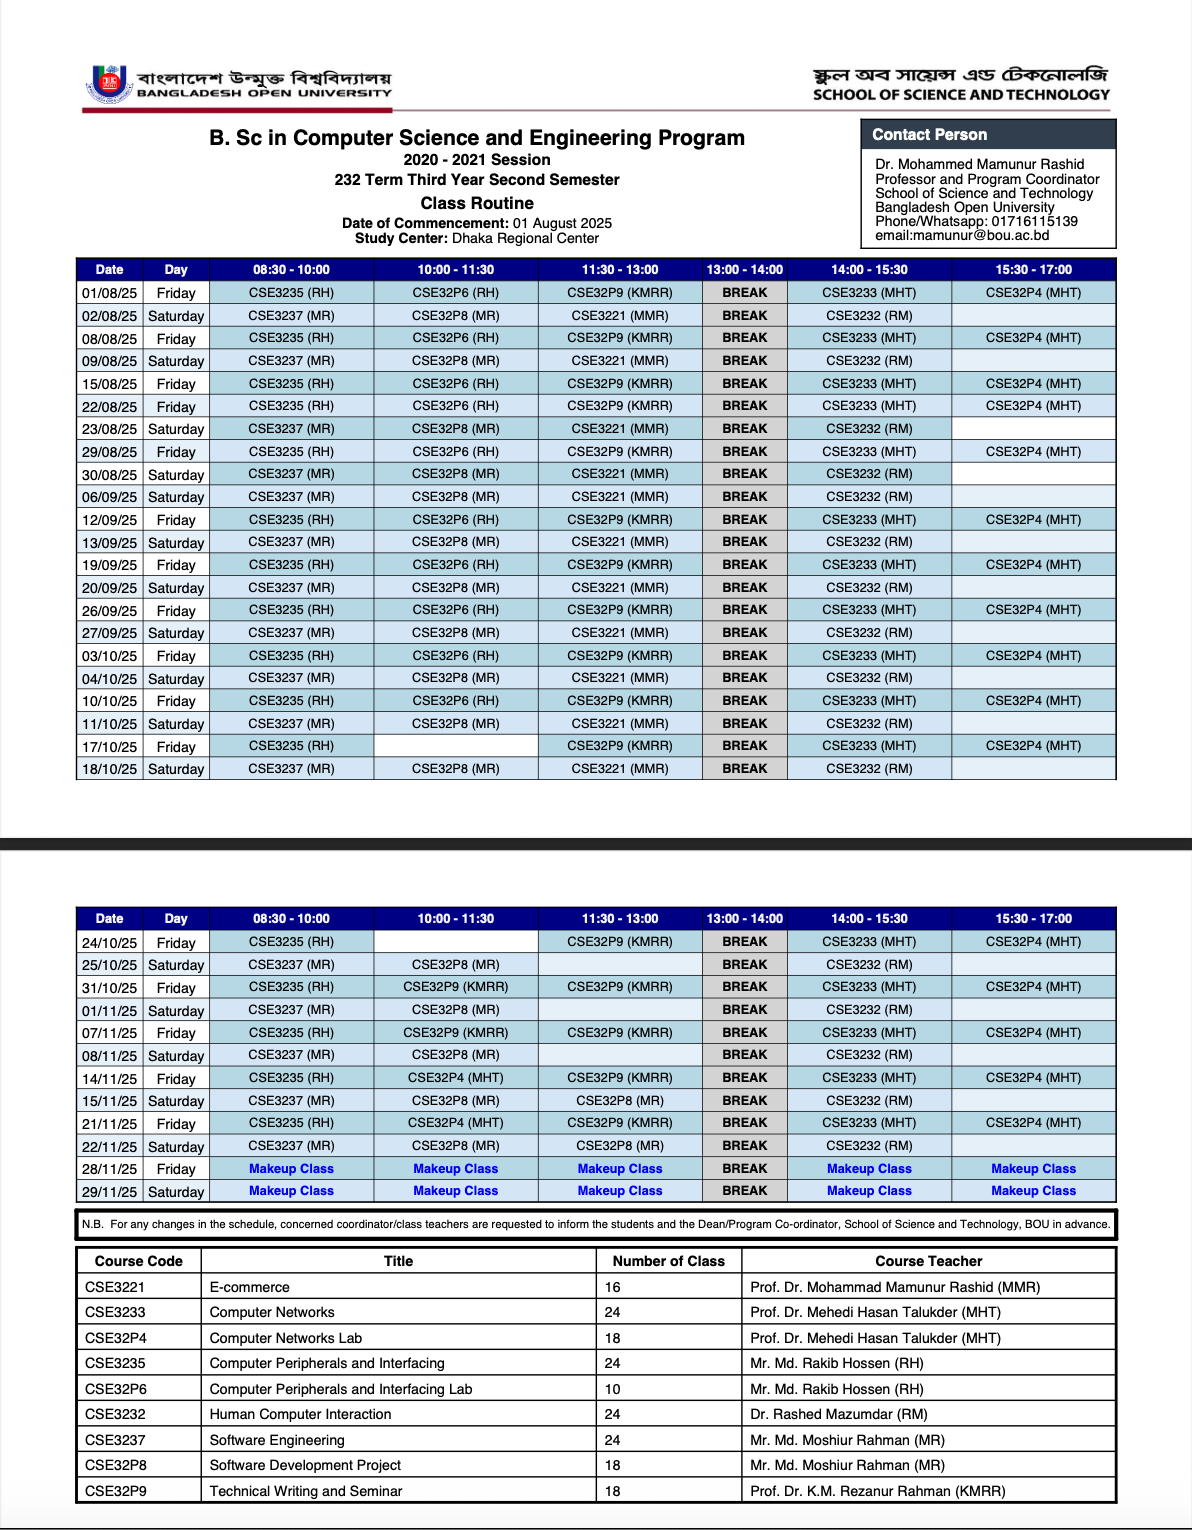 বাংলাদেশ উন্মুক্ত বিশ্ববিদ্যালয়
BANGLADESH OPEN UNIVERSITY
স্কুল অব সায়েন্স এন্ড টেকনোলজি
SCHOOL OF SCIENCE AND TECHNOLOGY
B. Sc in Computer Science and Engineering Program
2020 - 2021 Session
232 Term Third Year Second Semester
Class Routine
Date of Commencement: 01 August 2025
Study Center: Dhaka Regional Center
Contact Person
Dr. Mohammed Mamunur Rashid
Professor and Program Coordinator
School of Science and Technology
Bangladesh Open University
Phone/Whatsapp: 01716115139
email:mamunur@bou.ac.bd
Date Day 08:30 - 10:00 10:00 - 11:30 11:30 - 13:00 13:00 - 14:00 14:00 - 15:30 15:30 - 17:00
01/08/25 Friday CSE3235 (RH) CSE32P6 (RH) CSE32P9 (KMRR) BREAK CSE3233 (MHT) CSE32P4 (MHT)
02/08/25 Saturday CSE3237 (MR) CSE32P8 (MR) CSE3221 (MMR) BREAK CSE3232 (RM)
08/08/25 Friday CSE3235 (RH) CSE32P6 (RH) CSE32P9 (KMRR) BREAK CSE3233 (MHT) CSE32P4 (MHT)
09/08/25 Saturday CSE3237 (MR) CSE32P8 (MR) CSE3221 (MMR) BREAK CSE3232 (RM)
15/08/25 Friday CSE3235 (RH) CSE32P6 (RH) CSE32P9 (KMRR) BREAK CSE3233 (MHT) CSE32P4 (MHT)
22/08/25 Friday CSE3235 (RH) CSE32P6 (RH) CSE32P9 (KMRR) BREAK CSE3233 (MHT) CSE32P4 (MHT)
23/08/25 Saturday CSE3237 (MR) CSE32P8 (MR) CSE3221 (MMR) BREAK CSE3232 (RM)
29/08/25 Friday CSE3235 (RH) CSE32P6 (RH) CSE32P9 (KMRR) BREAK CSE3233 (MHT) CSE32P4 (MHT)
30/08/25 Saturday CSE3237 (MR) CSE32P8 (MR) CSE3221 (MMR) BREAK CSE3232 (RM)
06/09/25 Saturday CSE3237 (MR) CSE32P8 (MR) CSE3221 (MMR) BREAK CSE3232 (RM)
12/09/25 Friday CSE3235 (RH) CSE32P6 (RH) CSE32P9 (KMRR) BREAK CSE3233 (MHT) CSE32P4 (MHT)
13/09/25 Saturday CSE3237 (MR) CSE32P8 (MR) CSE3221 (MMR) BREAK CSE3232 (RM)
19/09/25 Friday CSE3235 (RH) CSE32P6 (RH) CSE32P9 (KMRR) BREAK CSE3233 (MHT) CSE32P4 (MHT)
20/09/25 Saturday CSE3237 (MR) CSE32P8 (MR) CSE3221 (MMR) BREAK CSE3232 (RM)
26/09/25 Friday CSE3235 (RH) CSE32P6 (RH) CSE32P9 (KMRR) BREAK CSE3233 (MHT) CSE32P4 (MHT)
27/09/25 Saturday CSE3237 (MR) CSE32P8 (MR) CSE3221 (MMR) BREAK CSE3232 (RM)
03/10/25 Friday CSE3235 (RH) CSE32P6 (RH) CSE32P9 (KMRR) BREAK CSE3233 (MHT) CSE32P4 (MHT)
04/10/25 Saturday CSE3237 (MR) CSE32P8 (MR) CSE3221 (MMR) BREAK CSE3232 (RM)
10/10/25 Friday CSE3235 (RH) CSE32P6 (RH) CSE32P9 (KMRR) BREAK CSE3233 (MHT) CSE32P4 (MHT)
11/10/25 Saturday CSE3237 (MR) CSE32P8 (MR) CSE3221 (MMR) BREAK CSE3232 (RM)
17/10/25 Friday CSE3235 (RH) CSE32P9 (KMRR) BREAK CSE3233 (MHT) CSE32P4 (MHT)
18/10/25 Saturday CSE3237 (MR) CSE32P8 (MR) CSE3221 (MMR) BREAK CSE3232 (RM)
Date Day 08:30 - 10:00 10:00 - 11:30 11:30 - 13:00 13:00 - 14:00 14:00 - 15:30 15:30 - 17:00
24/10/25 Friday CSE3235 (RH) CSE32P9 (KMRR) BREAK CSE3233 (MHT) CSE32P4 (MHT)
25/10/25 Saturday CSE3237 (MR) CSE32P8 (MR) BREAK CSE3232 (RM)
31/10/25 Friday CSE3235 (RH) CSE32P9 (KMRR) CSE32P9 (KMRR) BREAK CSE3233 (MHT) CSE32P4 (MHT)
01/11/25 Saturday CSE3237 (MR) CSE32P8 (MR) BREAK CSE3232 (RM)
07/11/25 Friday CSE3235 (RH) CSE32P9 (KMRR) CSE32P9 (KMRR) BREAK CSE3233 (MHT) CSE32P4 (MHT)
08/11/25 Saturday CSE3237 (MR) CSE32P8 (MR) BREAK CSE3232 (RM)
14/11/25 Friday CSE3235 (RH) CSE32P4 (MHT) CSE32P9 (KMRR) BREAK CSE3233 (MHT) CSE32P4 (MHT)
15/11/25 Saturday CSE3237 (MR) CSE32P8 (MR) CSE32P8 (MR) BREAK CSE3232 (RM)
21/11/25 Friday CSE3235 (RH) CSE32P4 (MHT) CSE32P9 (KMRR) BREAK CSE3233 (MHT) CSE32P4 (MHT)
22/11/25 Saturday CSE3237 (MR) CSE32P8 (MR) CSE32P8 (MR) BREAK CSE3232 (RM)
28/11/25 Friday Makeup Class Makeup Class Makeup Class BREAK Makeup Class Makeup Class
29/11/25 Saturday Makeup Class Makeup Class Makeup Class BREAK Makeup Class Makeup Class
N.B. For any changes in the schedule, concerned coordinator/class teachers are requested to inform the students and the Dean/Program Co-ordinator, School of Science and Technology, BOU in advance.
Course Code Title Number of Class Course Teacher
CSE3221 E-commerce 16 Prof. Dr. Mohammad Mamunur Rashid (MMR)
CSE3233 Computer Networks 24 Prof. Dr. Mehedi Hasan Talukder (MHT)
CSE32P4 Computer Networks Lab 18 Prof. Dr. Mehedi Hasan Talukder (MHT)
CSE3235 Computer Peripherals and Interfacing 24 Mr. Md. Rakib Hossen (RH)
CSE32P6 Computer Peripherals and Interfacing Lab 10 Mr. Md. Rakib Hossen (RH)
CSE3232 Human Computer Interaction 24 Dr. Rashed Mazumdar (RM)
CSE3237 Software Engineering 24 Mr. Md. Moshiur Rahman (MR)
CSE32P8 Software Development Project 18 Mr. Md. Moshiur Rahman (MR)
CSE32P9 Technical Writing and Seminar 18 Prof. Dr. K.M. Rezanur Rahman (KMRR)